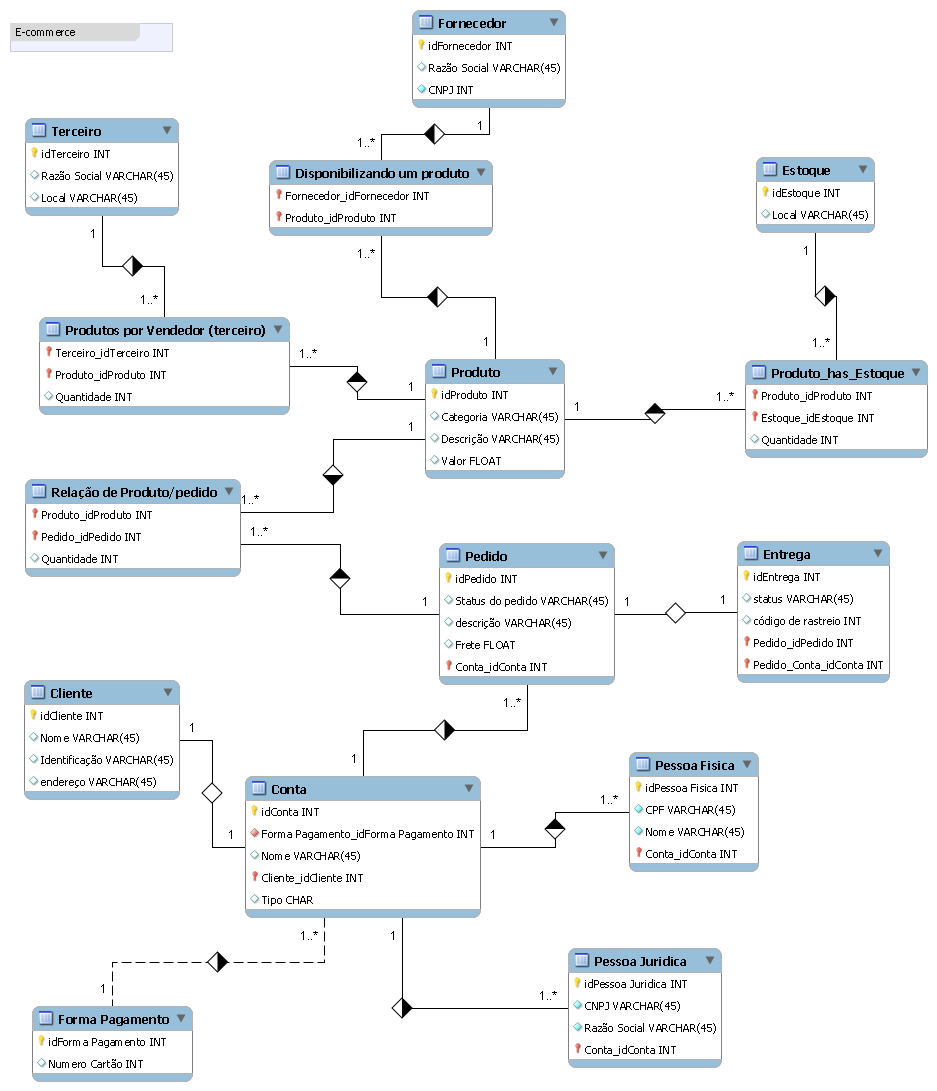 E-commerce
Fornecedor
idFornecedor INT
Razão Social VARCHAR(45)
CNPJ INT
1
1..*
Terceiro
idTerceiro INT
Razão Social VARCHAR(45)
Local VARCHAR(45)
1
1..*
Disponibilizando um produto
Fornecedor_idFornecedor INT
Produto_idProduto INT
1..*
1
Estoque
idEstoque INT
Local VARCHAR(45)
1
1..*
Produtos por Vendedor (terceiro)
Terceiro_idTerceiro INT
Produto_idProduto INT
Quantidade INT
1..*
1
Produto
idProduto INT
Categoria VARCHAR(45)
Descrição VARCHAR(45)
Valor FLOAT
1
1..*
Produto_has_Estoque
Produto_idProduto INT
Estoque_idEstoque INT
Quantidade INT
1
1..*
Relação de Produto/pedido
Produto_idProduto INT
Pedido_idPedido INT
Quantidade INT
1..*
1
Pedido
idPedido INT
Status do pedido VARCHAR(45)
descrição VARCHAR(45)
Frete FLOAT
Conta_idConta INT
1
1
Entrega
idEntrega INT
status VARCHAR(45)
código de rastreio INT
Pedido_idPedido INT
Pedido_Conta_idConta INT
1..*
1
Cliente
idCliente INT
Nome VARCHAR(45)
Identificação VARCHAR(45)
endereço VARCHAR(45)
1
1
Conta
idConta INT
Forma Pagamento_idForma Pagamento INT
Nome VARCHAR(45)
Cliente_idCliente INT
Tipo CHAR
1
1..*
Pessoa Fisica
idPessoa Fisica INT
CPF VARCHAR(45)
Nome VARCHAR(45)
Conta_idConta INT
1..*
1
1
1..*
Forma Pagamento
idForma Pagamento INT
Numero Cartão INT
Pessoa Juridica
idPessoa Juridica INT
CNPJ VARCHAR(45)
Razão Social VARCHAR(45)
Conta_idConta INT